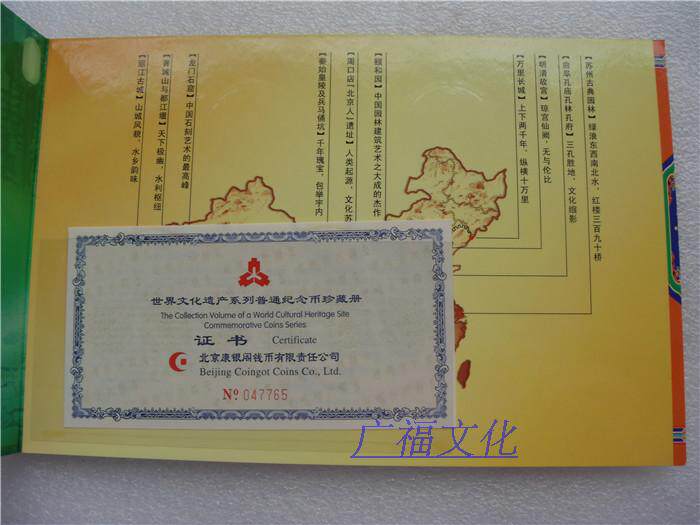 【苏州古典园林】绿浪东西南北水，红楼三百九十桥
【曲阜孔庙孔林孔府】三孔胜地，文化缩影
【明清故宫】琼宫仙阙，无与伦比
【万里长城】上下两千年，纵横十万里
【颐和园】中国园林建筑艺术之大成的杰作
【周口店「北京人」遗址】人类起源，文化苏
【秦始皇陵及兵马俑坑】千年瑰宝，包举宇内
【龙门石窟】中国石刻艺术的最高峰
【青城山与都江堰】天下极幽，水利枢纽
【丽江古城】山城风貌，水乡韵味
世界文化遗产系列普通纪念币珍藏册
The Collection Volume of a World Cultural Heritage Site
Commemorative Coins Series
证书 Certificate
北京康银阁钱币有限责任公司
Beijing Coingot Coins Co., Ltd.
Nº 047765
广福文化